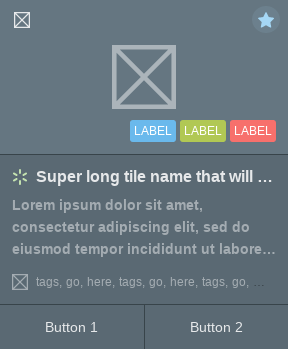 LABEL LABEL LABEL
Super long tile name that will ...
Lorem ipsum dolor sit amet,
consectetur adipiscing elit, sed do
eiusmod tempor incididunt ut labore...
tags, go, here, tags, go, here, tags, go, ...
Button 1 Button 2